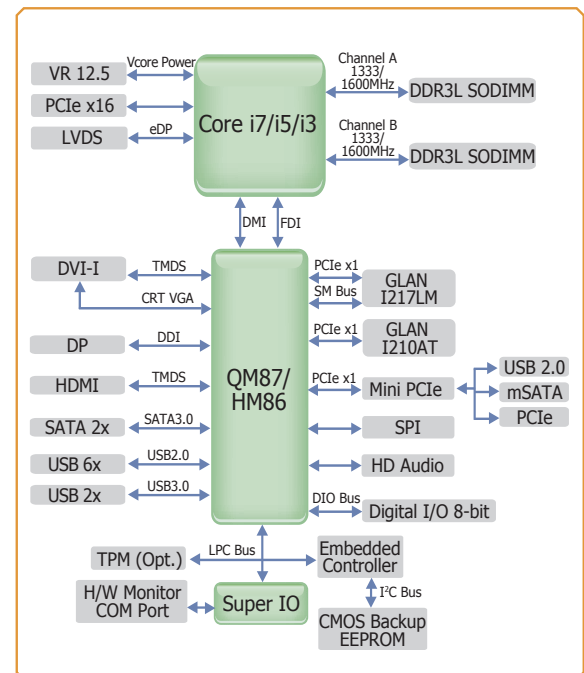 VR 12.5
Vcore Power
PCIe x16
LVDS
eDP
Core i7/i5/i3
Channel A
1333/
1600MHz
DDR3L SODIMM
Channel B
1333/
1600MHz
DDR3L SODIMM
DMI
FDI
DVI-I
TMDS
CRT VGA
DP
DDI
HDMI
TMDS
SATA 2x
SATA3.0
USB 6x
USB2.0
USB 2x
USB3.0
QM87/
HM86
PCIe x1
SM Bus
GLAN
I217LM
PCIe x1
GLAN
I210AT
PCIe x1
Mini PCIe
USB 2.0
mSATA
PCIe
SPI
HD Audio
DIO Bus
Digital I/O 8-bit
TPM (Opt.)
LPC Bus
Embedded
Controller
H/W Monitor
COM Port
Super IO
I²C Bus
CMOS Backup
EEPROM